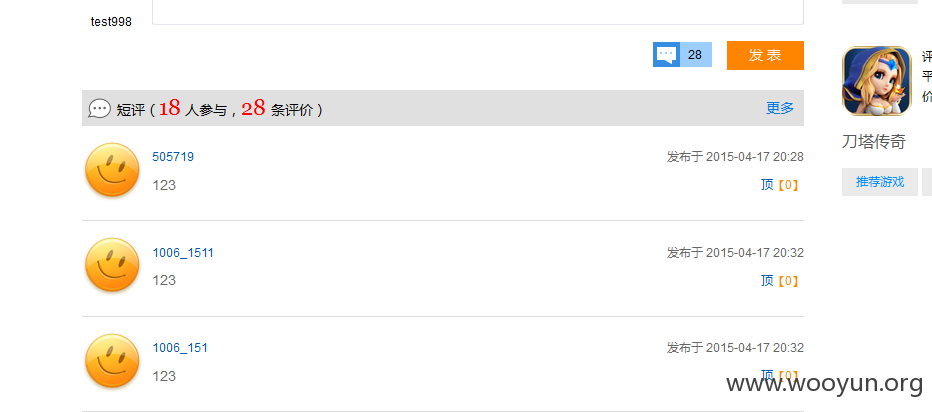 test998
28
发 表
短评 ( 18 人参与 , 28 条评价 )
更多
505719
发布于 2015-04-17 20:28
123
顶【0】
1006_1511
发布于 2015-04-17 20:32
123
顶【0】
1006_151
发布于 2015-04-17 20:32
123
顶【0】
评
平
价
刀塔传奇
推荐游戏
www.wooyun.org